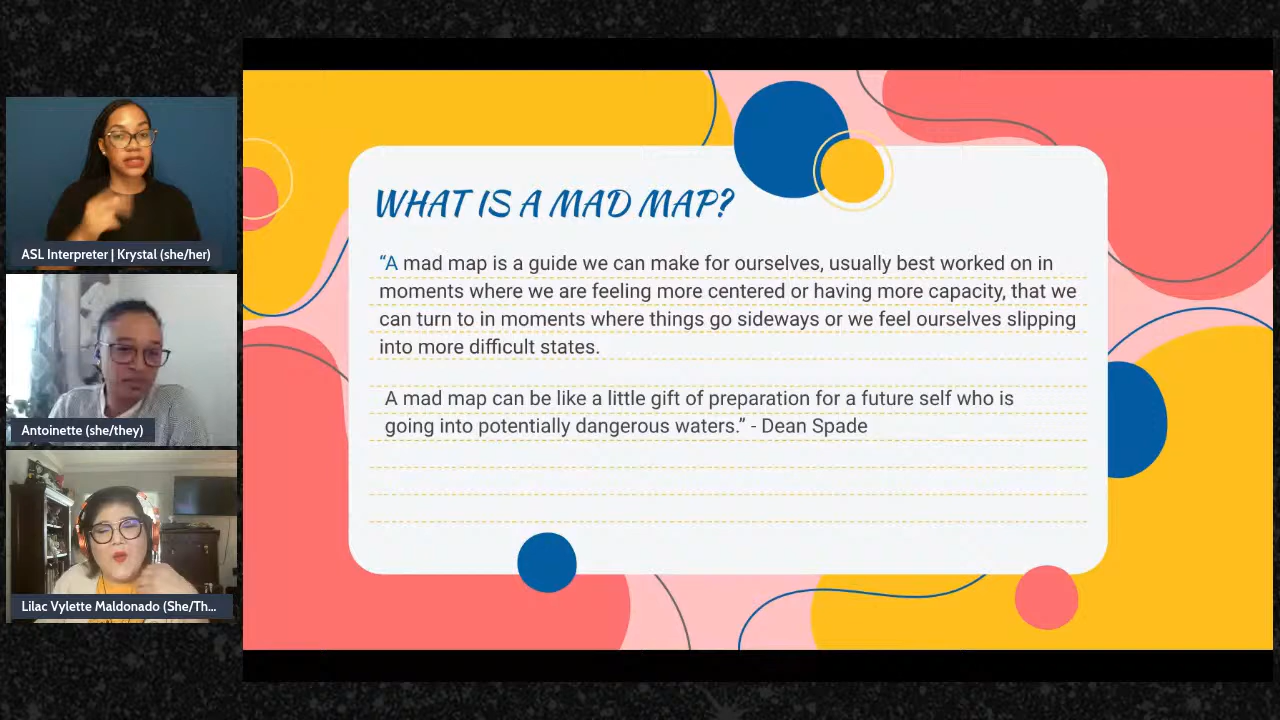 ASL Interpreter | Krystal (she/her)
Antoinette (she/they)
Lilac Vylette Maldonado (She/Th...
WHAT IS A MAD MAP?
“A mad map is a guide we can make for ourselves, usually best worked on in
moments where we are feeling more centered or having more capacity, that we
can turn to in moments where things go sideways or we feel ourselves slipping
into more difficult states.
A mad map can be like a little gift of preparation for a future self who is
going into potentially dangerous waters.” - Dean Spade